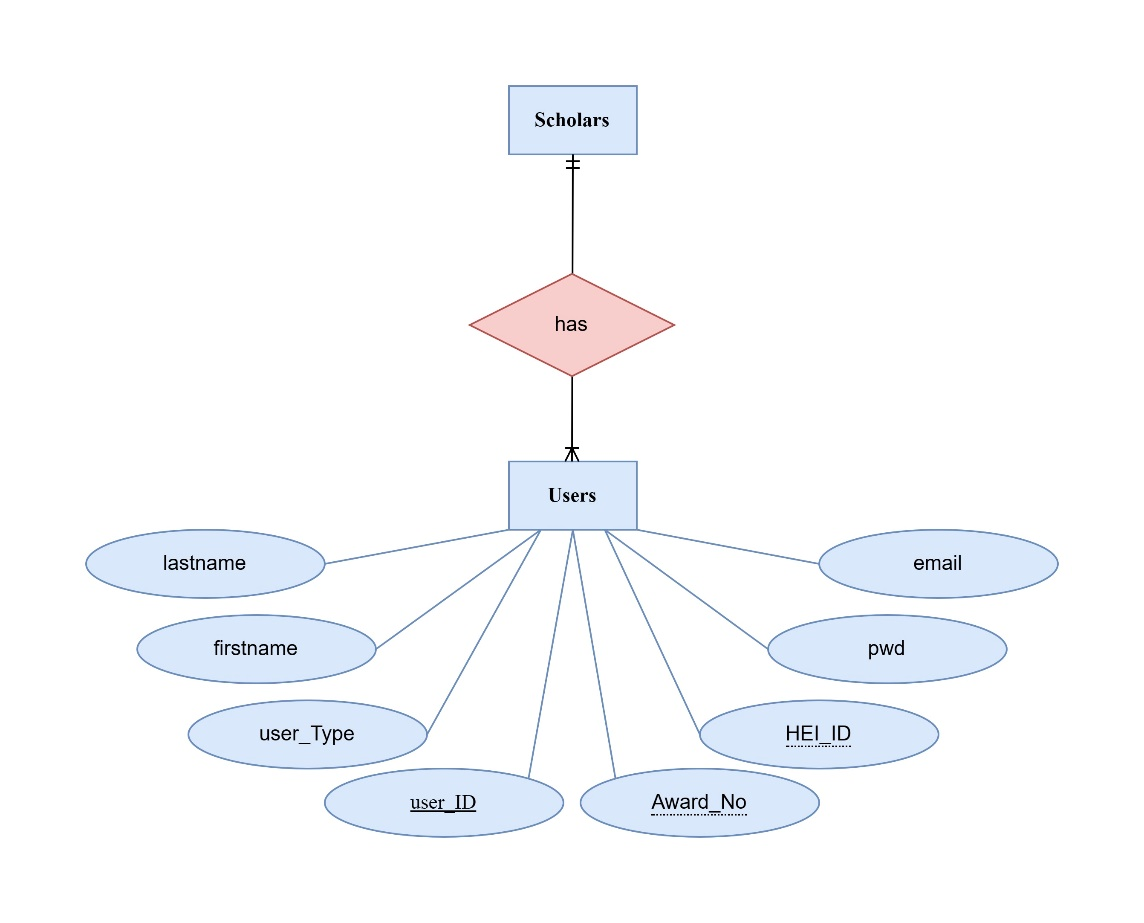 Scholars
has
Users
lastname
email
firstname
pwd
user_Type
HEI_ID
user_ID
Award_No